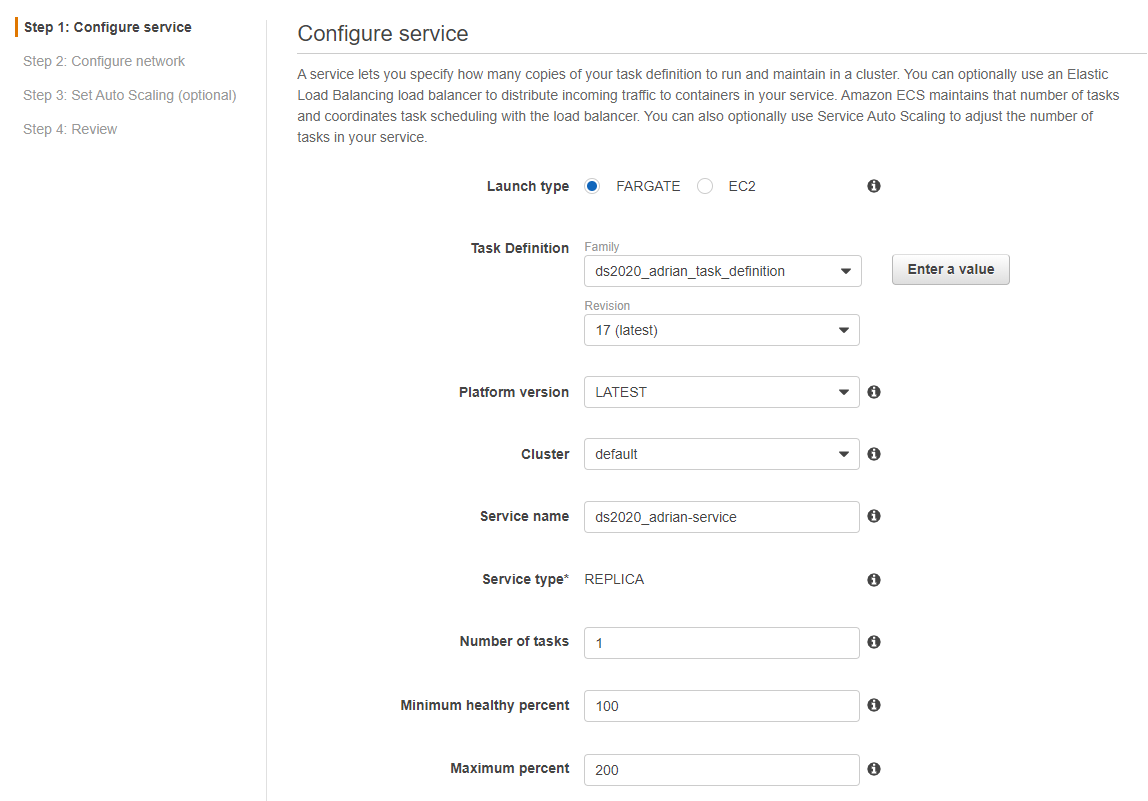 Step 1: Configure service
Step 2: Configure network
Step 3: Set Auto Scaling (optional)
Step 4: Review
Configure service
A service lets you specify how many copies of your task definition to run and maintain in a cluster. You can optionally use an Elastic
Load Balancing load balancer to distribute incoming traffic to containers in your service. Amazon ECS maintains that number of tasks
and coordinates task scheduling with the load balancer. You can also optionally use Service Auto Scaling to adjust the number of
tasks in your service.
Launch type FARGATE EC2
Task Definition Family
ds2020_adrian_task_definition Enter a value
Revision
17 (latest)
Platform version LATEST
Cluster default
Service name ds2020_adrian-service
Service type* REPLICA
Number of tasks 1
Minimum healthy percent 100
Maximum percent 200